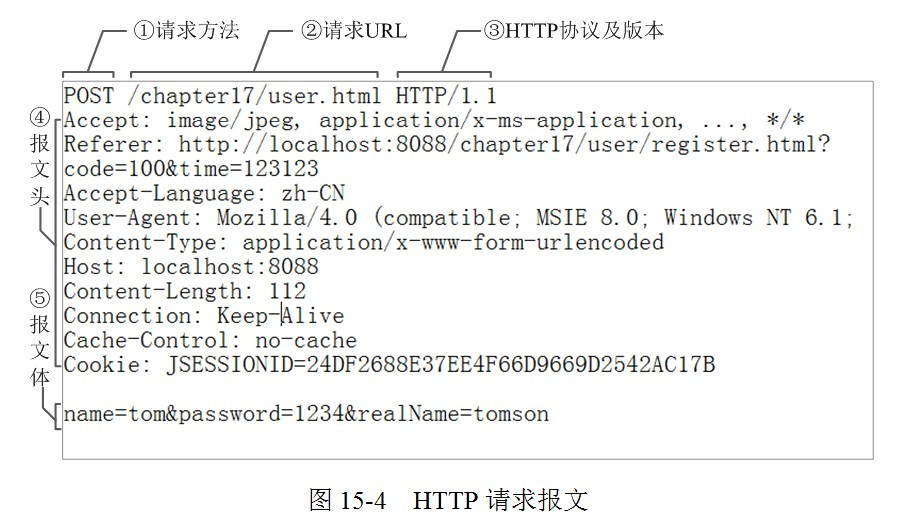 ①请求方法 ②请求URL ③HTTP协议及版本
POST /chapter17/user.html HTTP/1.1
④报文头
Accept: image/jpeg, application/x-ms-application, ..., */*
Referer: http://localhost:8088/chapter17/user/register.html?
code=100&time=123123
Accept-Language: zh-CN
User-Agent: Mozilla/4.0 (compatible; MSIE 8.0; Windows NT 6.1;
Content-Type: application/x-www-form-urlencoded
Host: localhost:8088
Content-Length: 112
Connection: Keep-Alive
Cache-Control: no-cache
Cookie: JSESSIONID=24DF2688E37EE4F66D9669D2542AC17B
⑤报文体
name=tom&password=1234&realName=tomson
图 15-4 HTTP 请求报文